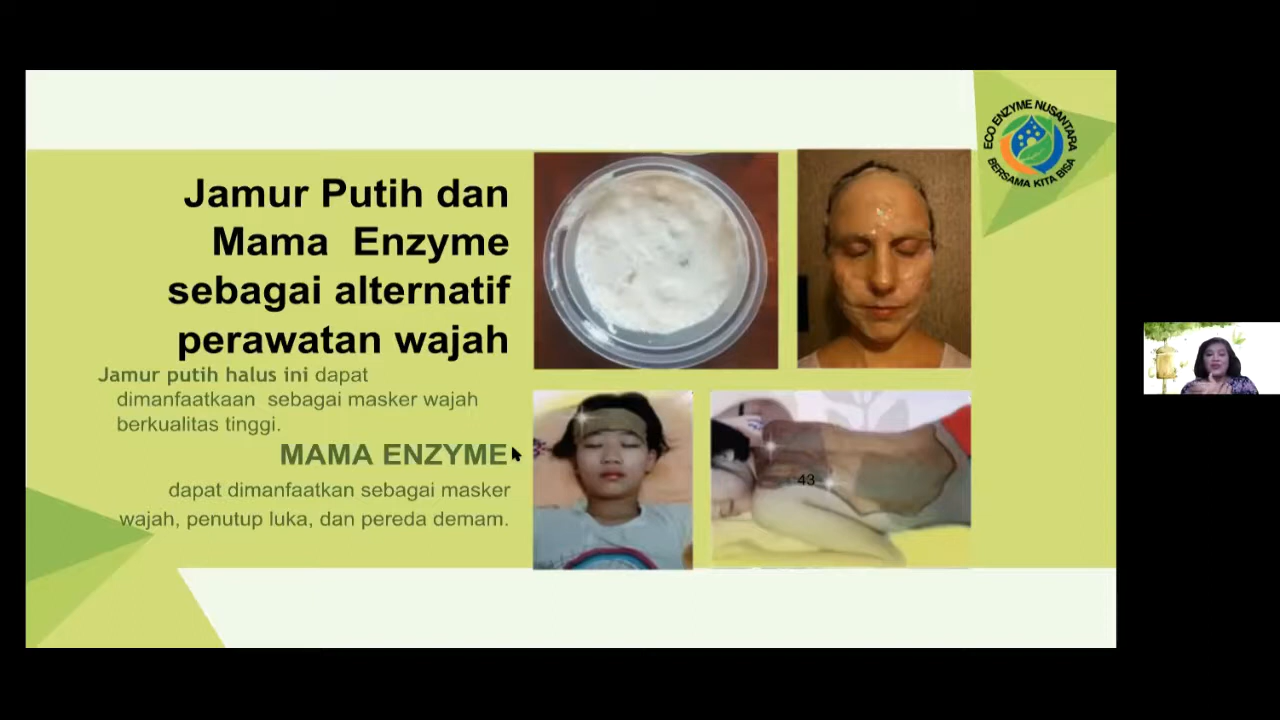 Jamur Putih dan
Mama Enzyme
sebagai alternatif
perawatan wajah
Jamur putih halus ini dapat
dimanfaatkaan sebagai masker wajah
berkualitas tinggi.
MAMA ENZYME
dapat dimanfaatkan sebagai masker
wajah, penutup luka, dan pereda demam.
ECO ENZYME NUSANTARA
BERSAMA KITA BISA
43